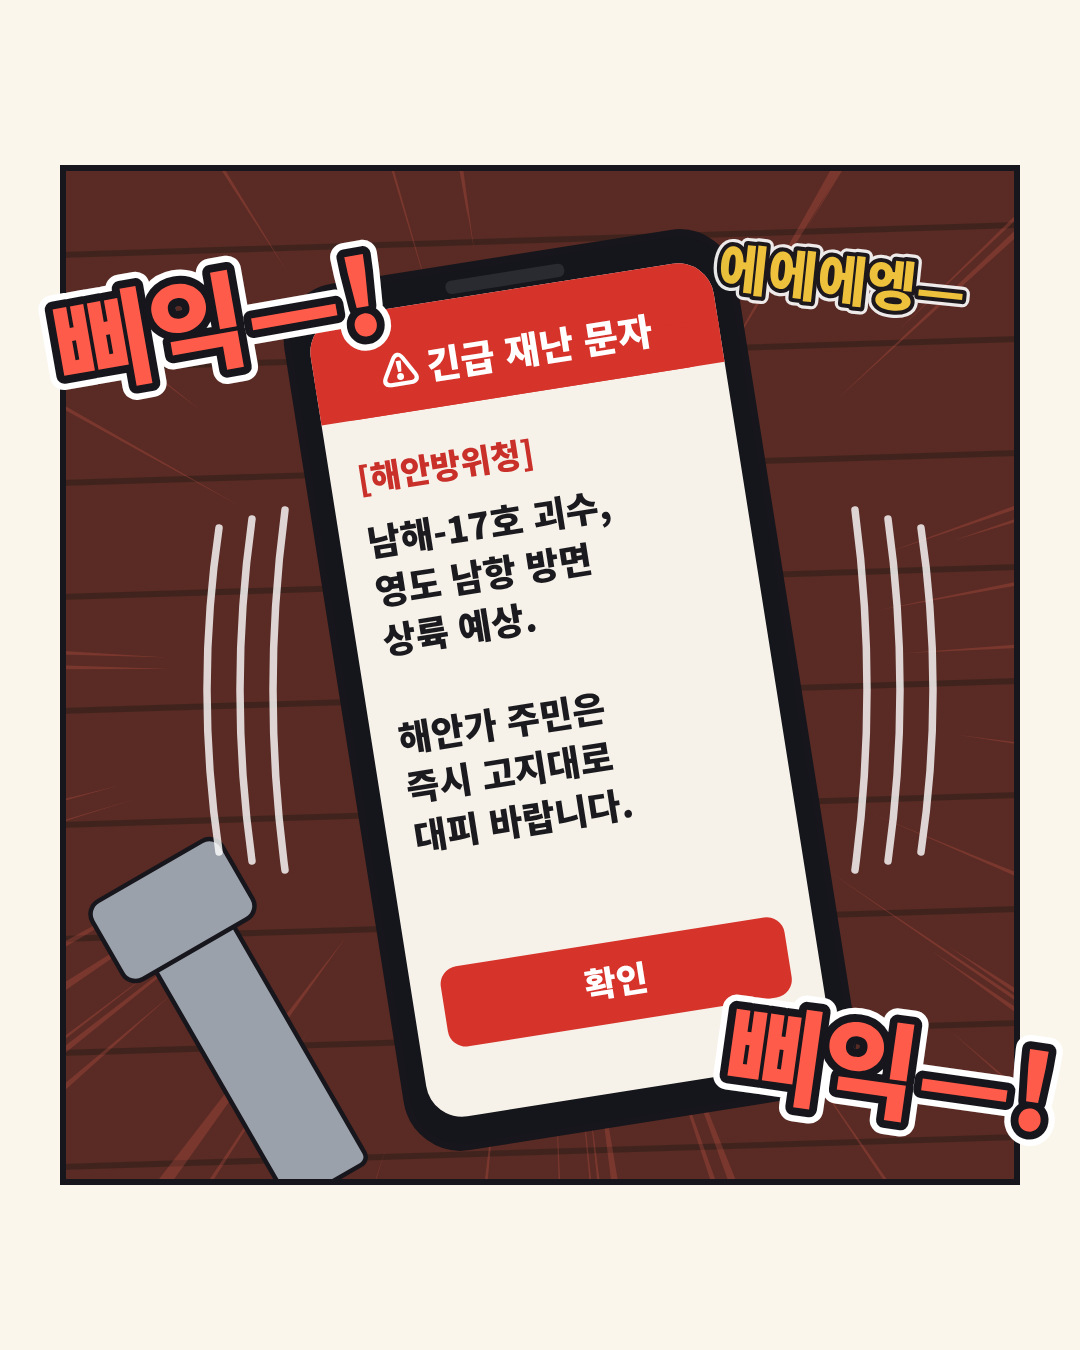 삐익—!
에에에엥—
긴급 재난 문자
[해안방위청]
남해-17호 괴수,
영도 남항 방면
상륙 예상.
해안가 주민은
즉시 고지대로
대피 바랍니다.
확인
삐익—!